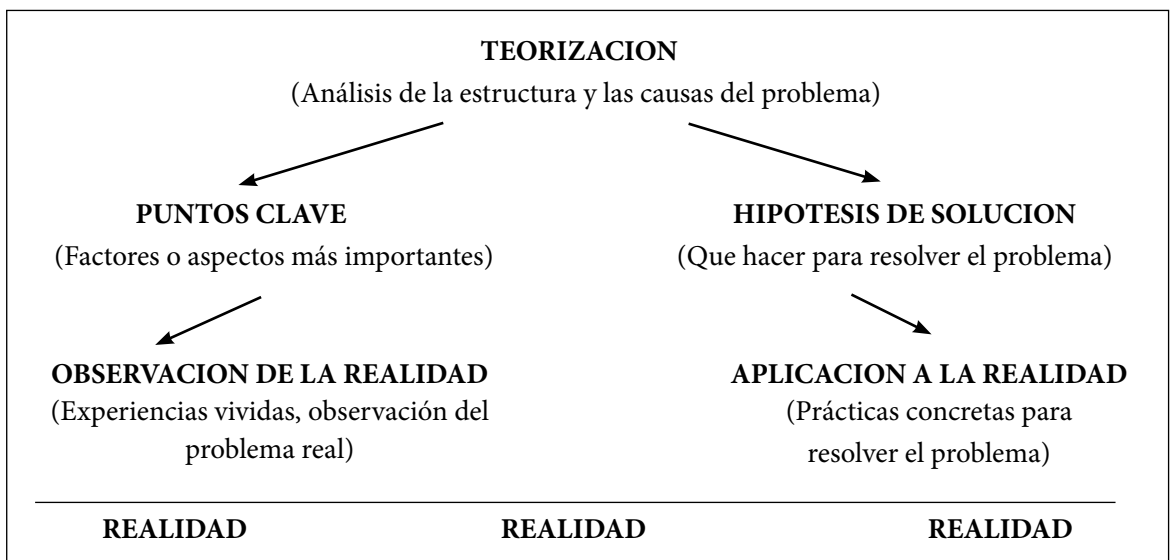 TEORIZACION
(Análisis de la estructura y las causas del problema)
PUNTOS CLAVE
(Factores o aspectos más importantes)
HIPOTESIS DE SOLUCION
(Que hacer para resolver el problema)
OBSERVACION DE LA REALIDAD
(Experiencias vividas, observación del
problema real)
APLICACION A LA REALIDAD
(Prácticas concretas para
resolver el problema)
REALIDAD REALIDAD REALIDAD